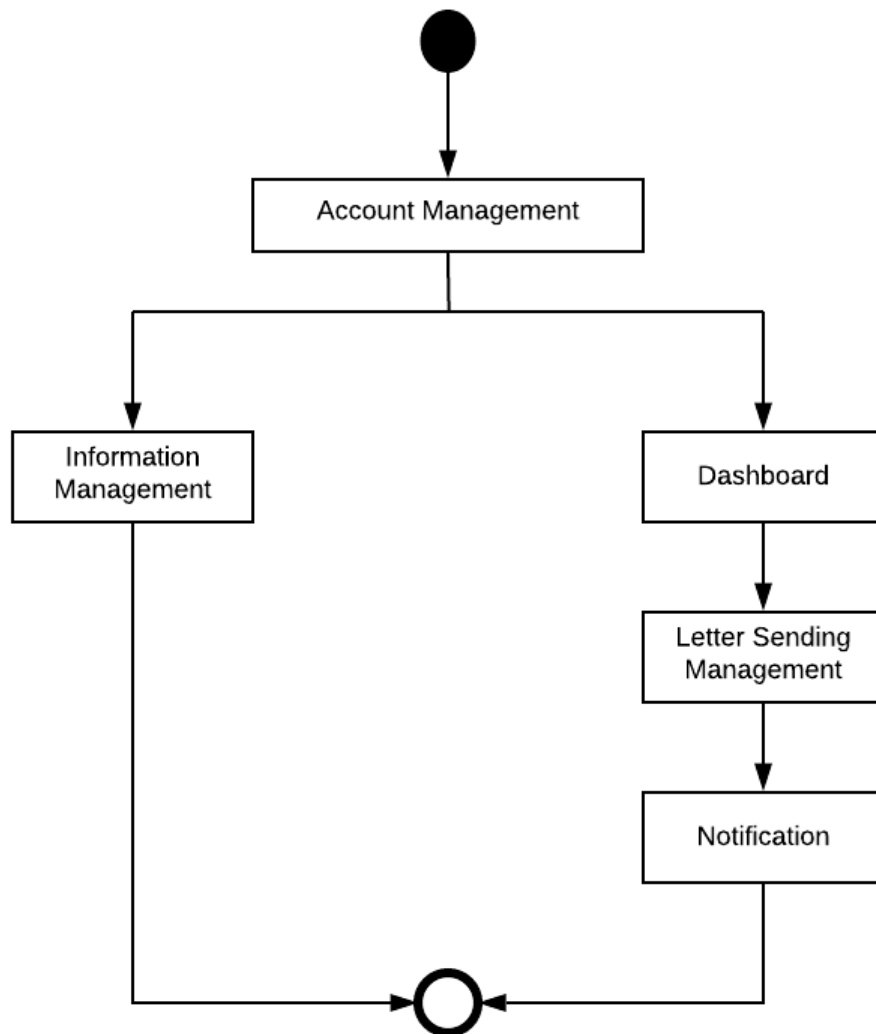 Account Management
Information
Management
Dashboard
Letter Sending
Management
Notification